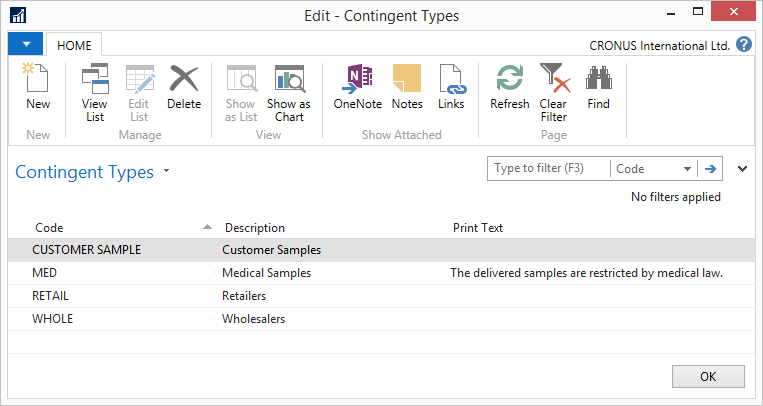 Edit - Contingent Types
HOME
CRONUS International Ltd.
?
New
View List
Edit List
Delete
Show as List
Show as Chart
OneNote
Notes
Links
Refresh
Clear Filter
Find
New
Manage
View
Show Attached
Page
Contingent Types
Type to filter (F3)
Code
No filters applied
Code Description Print Text
CUSTOMER SAMPLE Customer Samples
MED Medical Samples The delivered samples are restricted by medical law.
RETAIL Retailers
WHOLE Wholesalers
OK